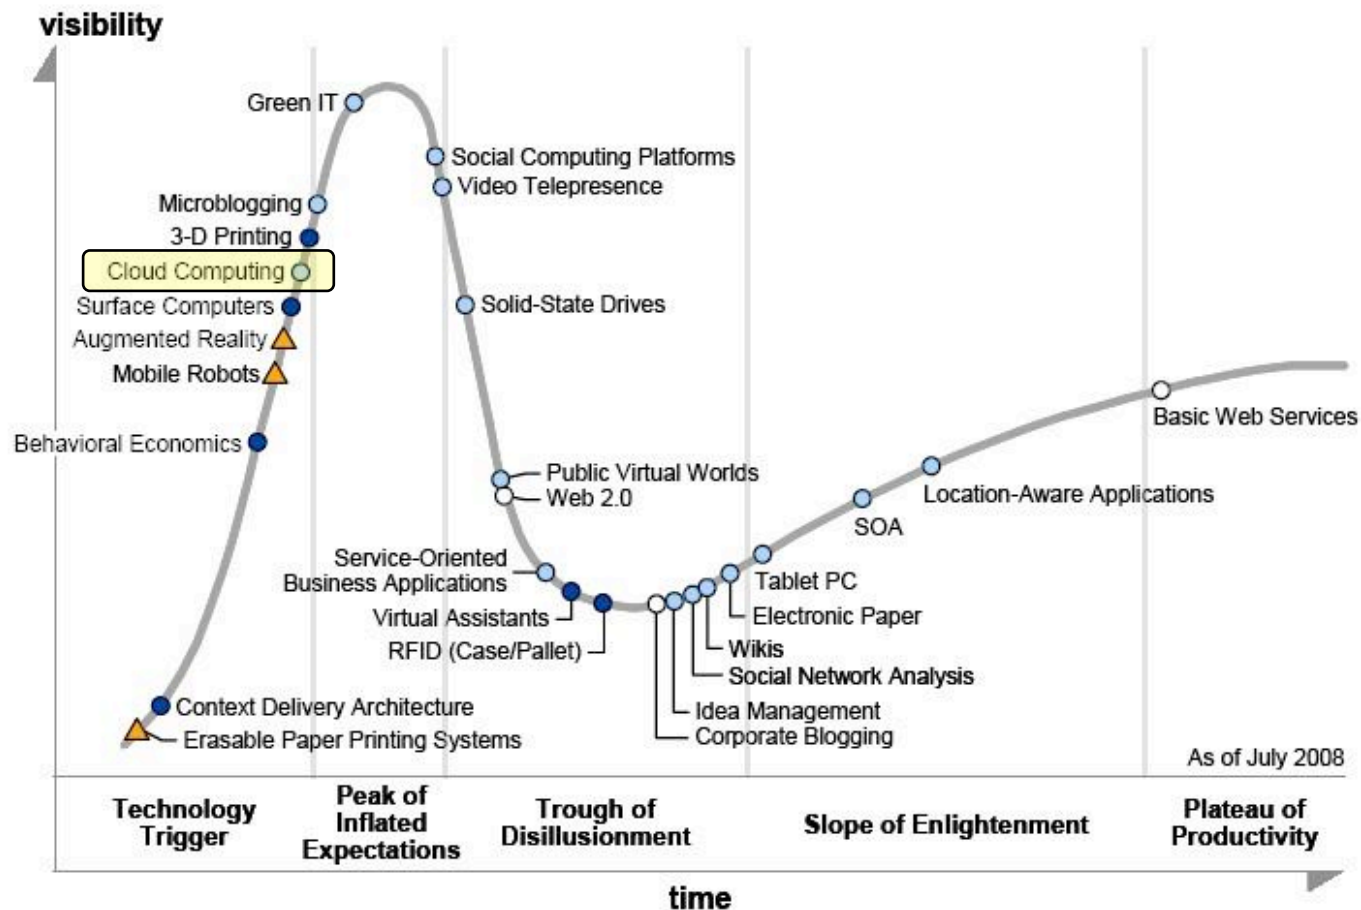 visibility
Green IT
Social Computing Platforms
Video Telepresence
Microblogging
3-D Printing
Cloud Computing
Surface Computers
Solid-State Drives
Augmented Reality
Mobile Robots
Behavioral Economics
Basic Web Services
Public Virtual Worlds
Web 2.0
Location-Aware Applications
SOA
Service-Oriented
Business Applications
Tablet PC
Virtual Assistants
Electronic Paper
RFID (Case/Pallet)
Wikis
Social Network Analysis
Context Delivery Architecture
Idea Management
Erasable Paper Printing Systems
Corporate Blogging
As of July 2008
Technology
Trigger
Peak of
Inflated
Expectations
Trough of
Disillusionment
Slope of Enlightenment
Plateau of
Productivity
time